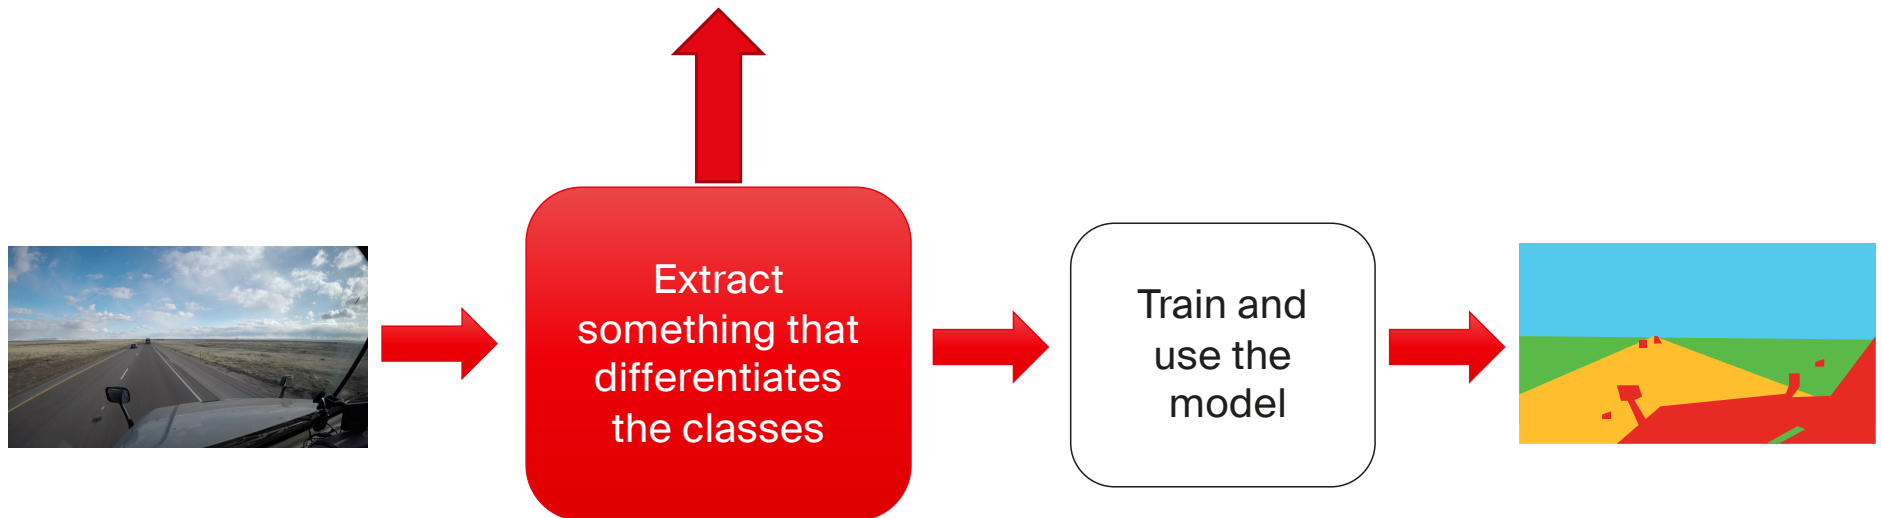 Extract
something that
differentiates
the classes
Train and
use the
model